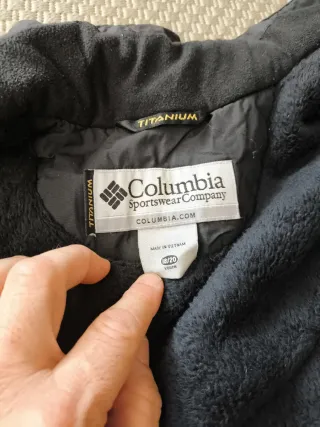 TITANIUM
TITANIUM
Columbia
Sportswear Company
COLUMBIA.COM
MADE IN VIETNAM
18/20